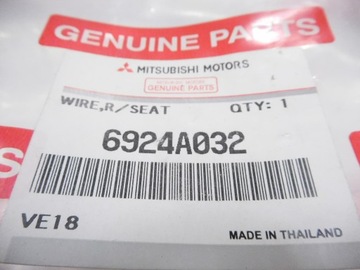 GENUINE PARTS
MITSUBISHI MOTORS
GENUINE PARTS
WIRE,R/SEAT QTY: 1
6924A032
VE18 MADE IN THAILAND